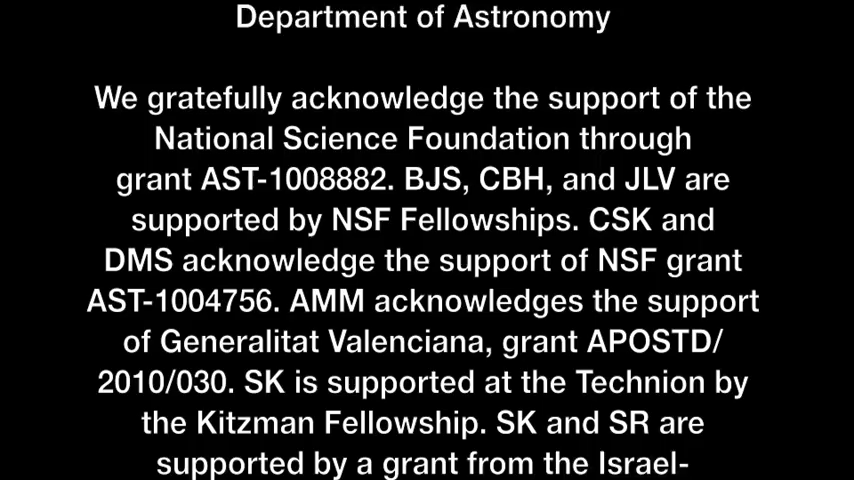 Department of Astronomy
We gratefully acknowledge the support of the
National Science Foundation through
grant AST-1008882. BJS, CBH, and JLV are
supported by NSF Fellowships. CSK and
DMS acknowledge the support of NSF grant
AST-1004756. AMM acknowledges the support
of Generalitat Valenciana, grant APOSTD/
2010/030. SK is supported at the Technion by
the Kitzman Fellowship. SK and SR are
supported by a grant from the Israel-